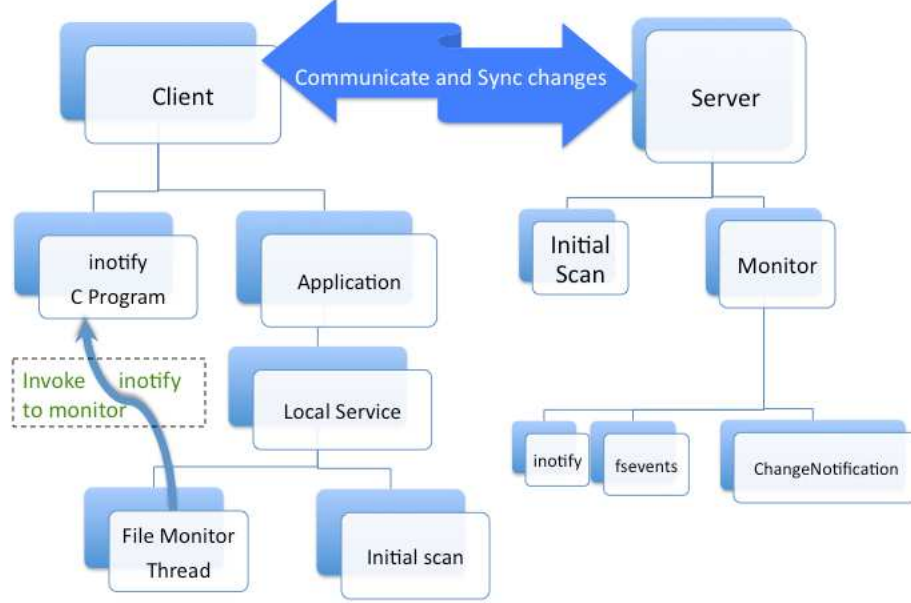 Communicate and Sync changes
Client
Server
inotify
C Program
Application
Initial
Scan
Monitor
Invoke inotify
to monitor
Local Service
inotify
fsevents
ChangeNotification
File Monitor
Thread
Initial scan